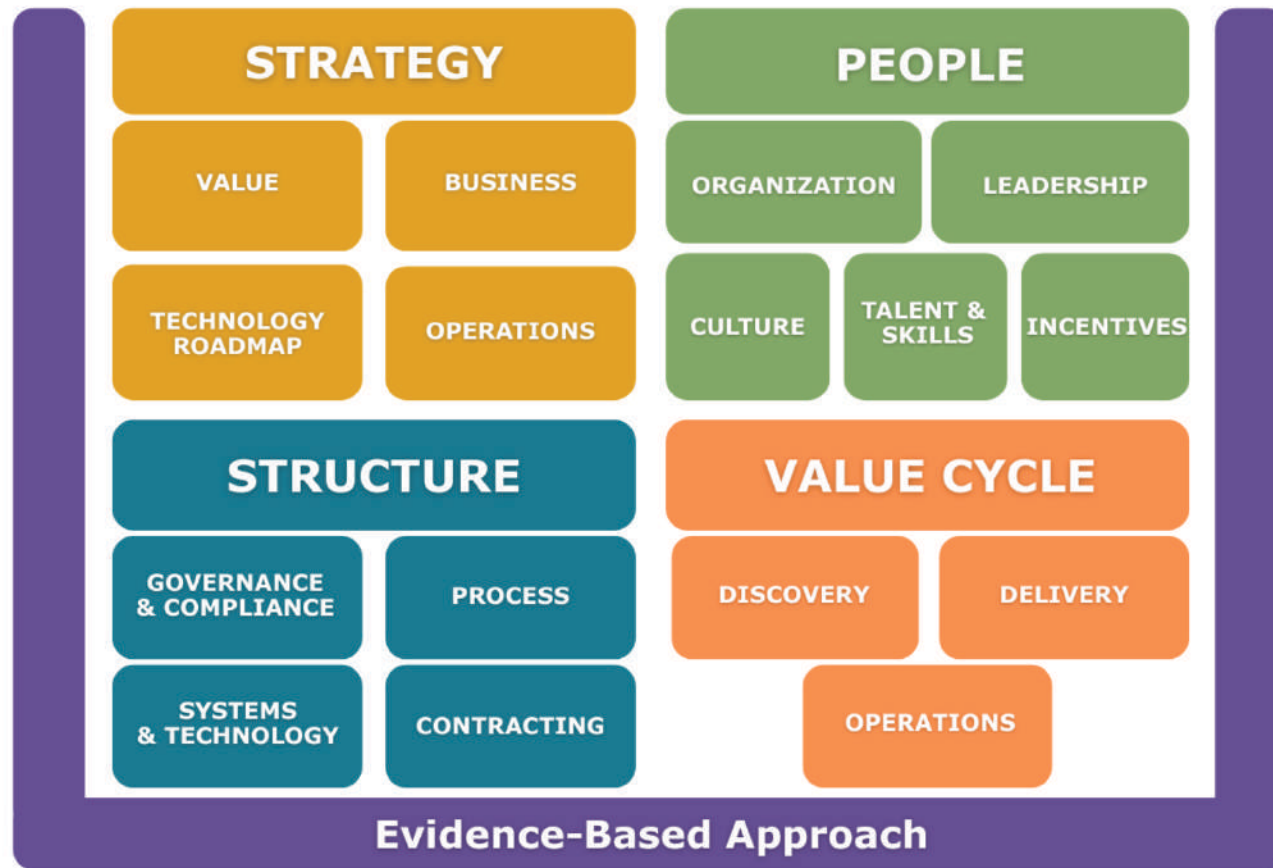 STRATEGY
VALUE
BUSINESS
TECHNOLOGY
ROADMAP
OPERATIONS
PEOPLE
ORGANIZATION
LEADERSHIP
CULTURE
TALENT &
SKILLS
INCENTIVES
STRUCTURE
GOVERNANCE
& COMPLIANCE
PROCESS
SYSTEMS
& TECHNOLOGY
CONTRACTING
VALUE CYCLE
DISCOVERY
DELIVERY
OPERATIONS
Evidence-Based Approach